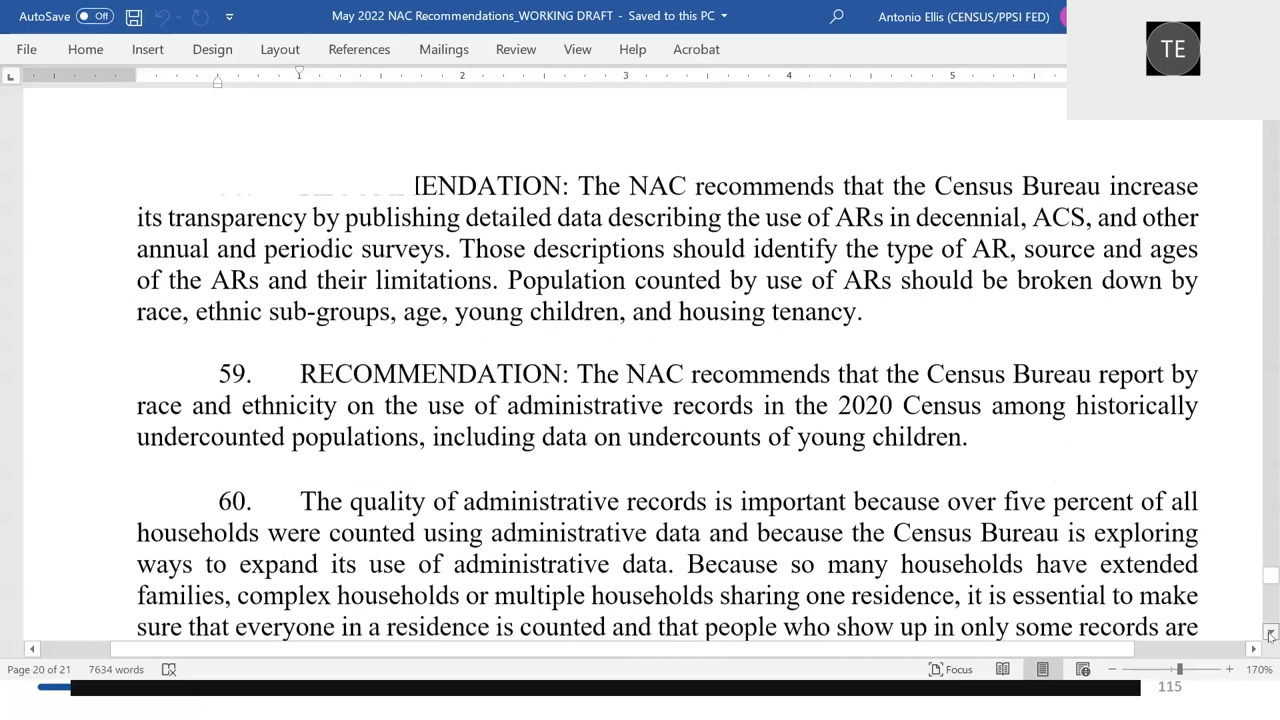 AutoSave Off May 2022 NAC Recommendations_WORKING DRAFT - Saved to this PC Antonio Ellis (CENSUS/PPSI FED)
TE
File Home Insert Design Layout References Mailings Review View Help Acrobat
1 2 3 4 5
ENDATION: The NAC recommends that the Census Bureau increase
its transparency by publishing detailed data describing the use of ARs in decennial, ACS, and other
annual and periodic surveys. Those descriptions should identify the type of AR, source and ages
of the ARs and their limitations. Population counted by use of ARs should be broken down by
race, ethnic sub-groups, age, young children, and housing tenancy.
59. RECOMMENDATION: The NAC recommends that the Census Bureau report by
race and ethnicity on the use of administrative records in the 2020 Census among historically
undercounted populations, including data on undercounts of young children.
60. The quality of administrative records is important because over five percent of all
households were counted using administrative data and because the Census Bureau is exploring
ways to expand its use of administrative data. Because so many households have extended
families, complex households or multiple households sharing one residence, it is essential to make
sure that everyone in a residence is counted and that people who show up in only some records are
Page 20 of 21 7634 words Focus 170%
115